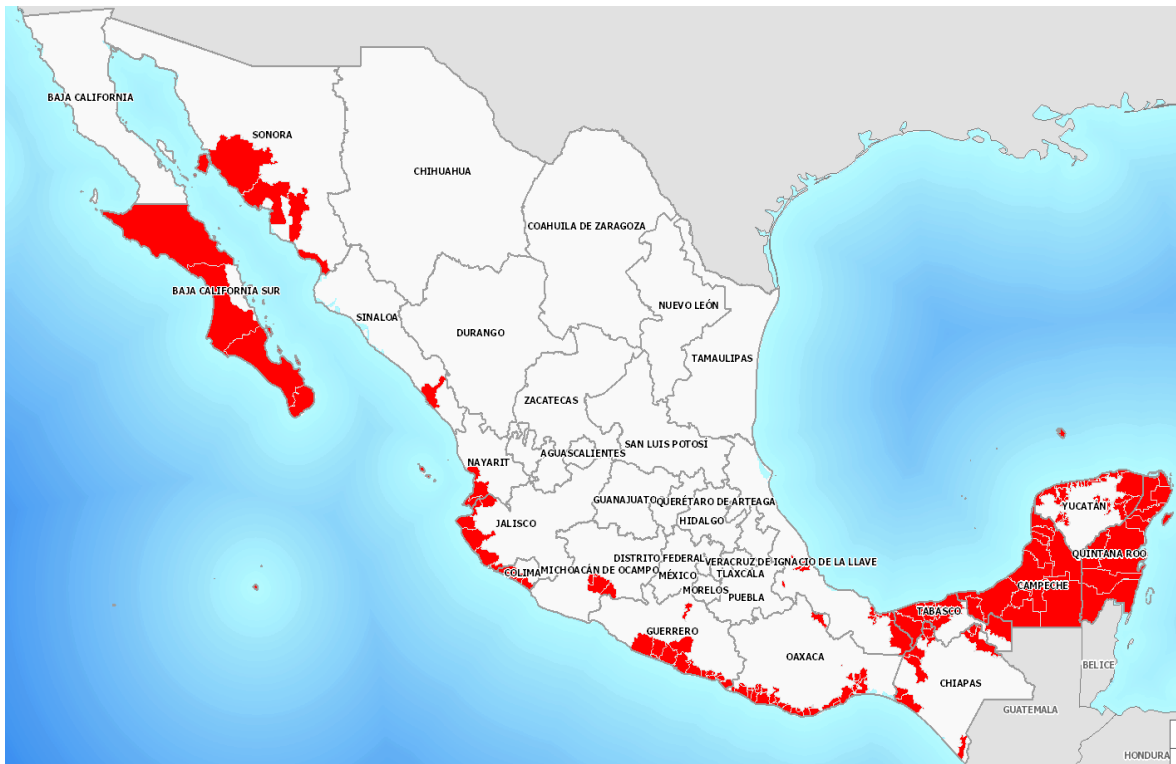 BAJA CALIFORNIA
SONORA
CHIHUAHUA
COAHUILA DE ZARAGOZA
BAJA CALIFORNIA SUR
SINALOA
DURANGO
NUEVO LEÓN
TAMAULIPAS
ZACATECAS
SAN LUIS POTOSÍ
NAYARIT
AGUASCALIENTES
GUANAJUATO
QUERÉTARO DE ARTEAGA
HIDALGO
JALISCO
COLIMA
MICHOACÁN DE OCAMPO
DISTRITO FEDERAL
MÉXICO
MORELOS
VERACRUZ DE IGNACIO DE LA LLAVE
TLAXCALA
PUEBLA
GUERRERO
OAXACA
YUCATÁN
QUINTANA ROO
CAMPECHE
TABASCO
CHIAPAS
BELICE
GUATEMALA
HONDURA